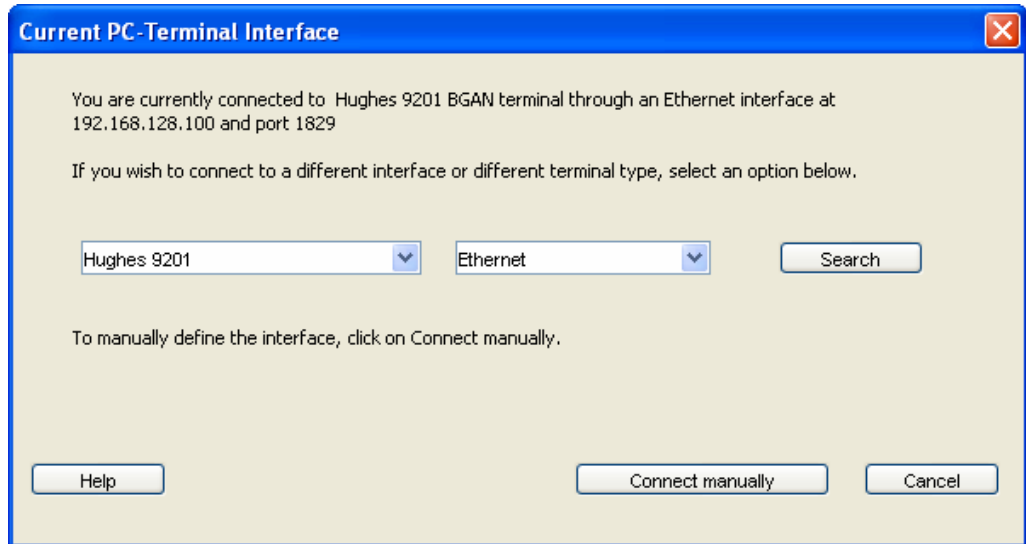 Current PC-Terminal Interface
You are currently connected to Hughes 9201 BGAN terminal through an Ethernet interface at
192.168.128.100 and port 1829
If you wish to connect to a different interface or different terminal type, select an option below.
Hughes 9201
Ethernet
Search
To manually define the interface, click on Connect manually.
Help
Connect manually
Cancel